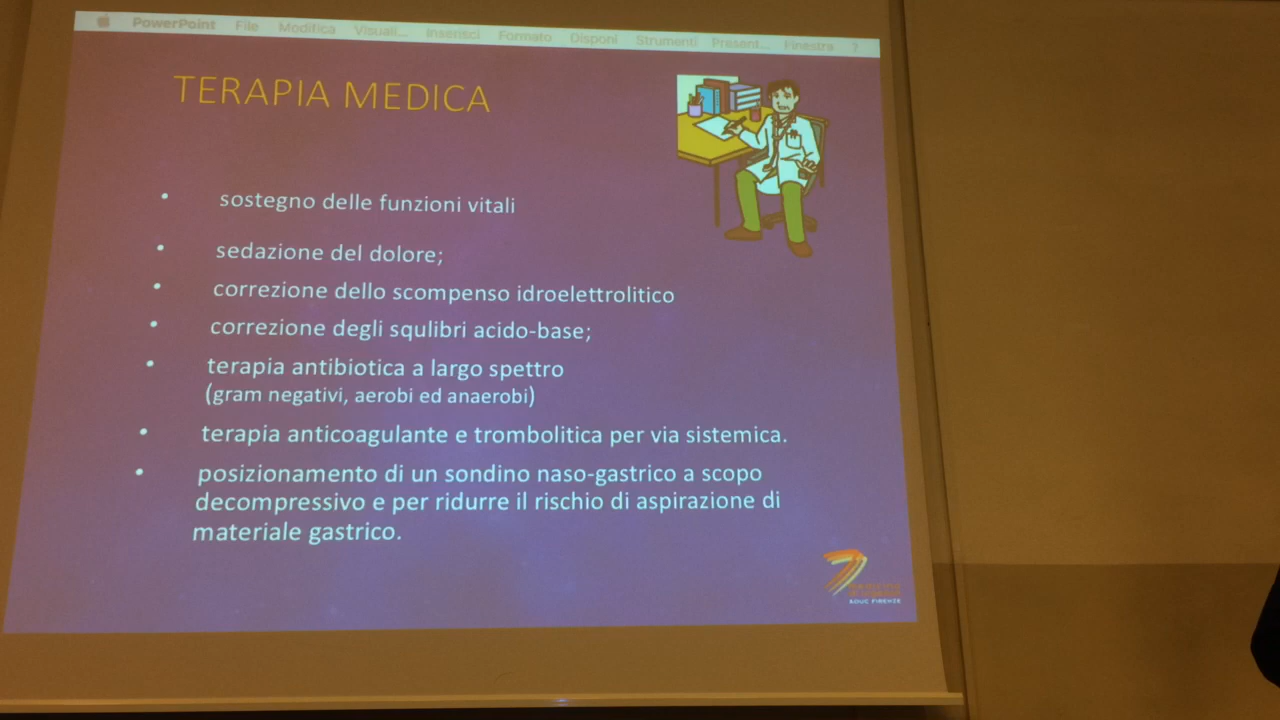 PowerPoint File Modifica Visuali... Inserisci Formato Disponi Strumenti Present... Finestra ?
TERAPIA MEDICA
• sostegno delle funzioni vitali
• sedazione del dolore;
• correzione dello scompenso idroelettrolitico
• correzione degli squlibri acido-base;
• terapia antibiotica a largo spettro
(gram negativi, aerobi ed anaerobi)
• terapia anticoagulante e trombolitica per via sistemica.
• posizionamento di un sondino naso-gastrico a scopo
decompressivo e per ridurre il rischio di aspirazione di
materiale gastrico.
AOUC FIRENZE